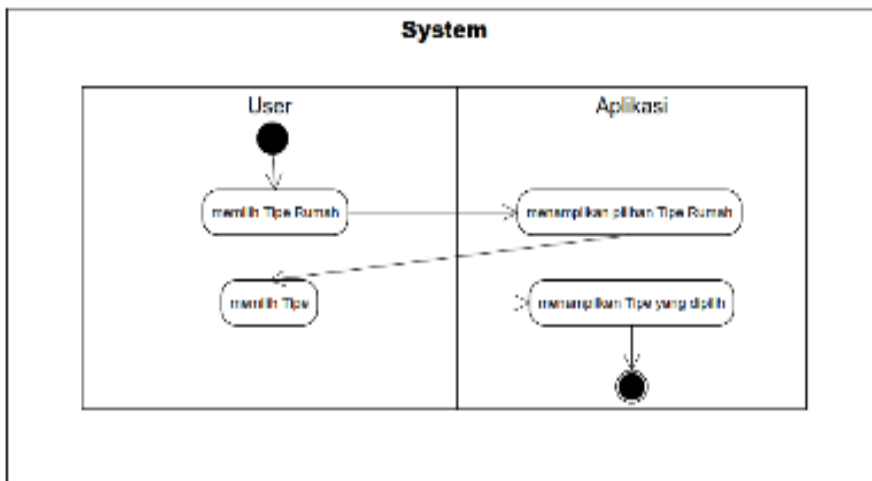 System
User
Aplikasi
memilih Tipe Rumah
menampilkan pilihan Tipe Rumah
memilih Tipe
menampilkan Tipe yang dipilih